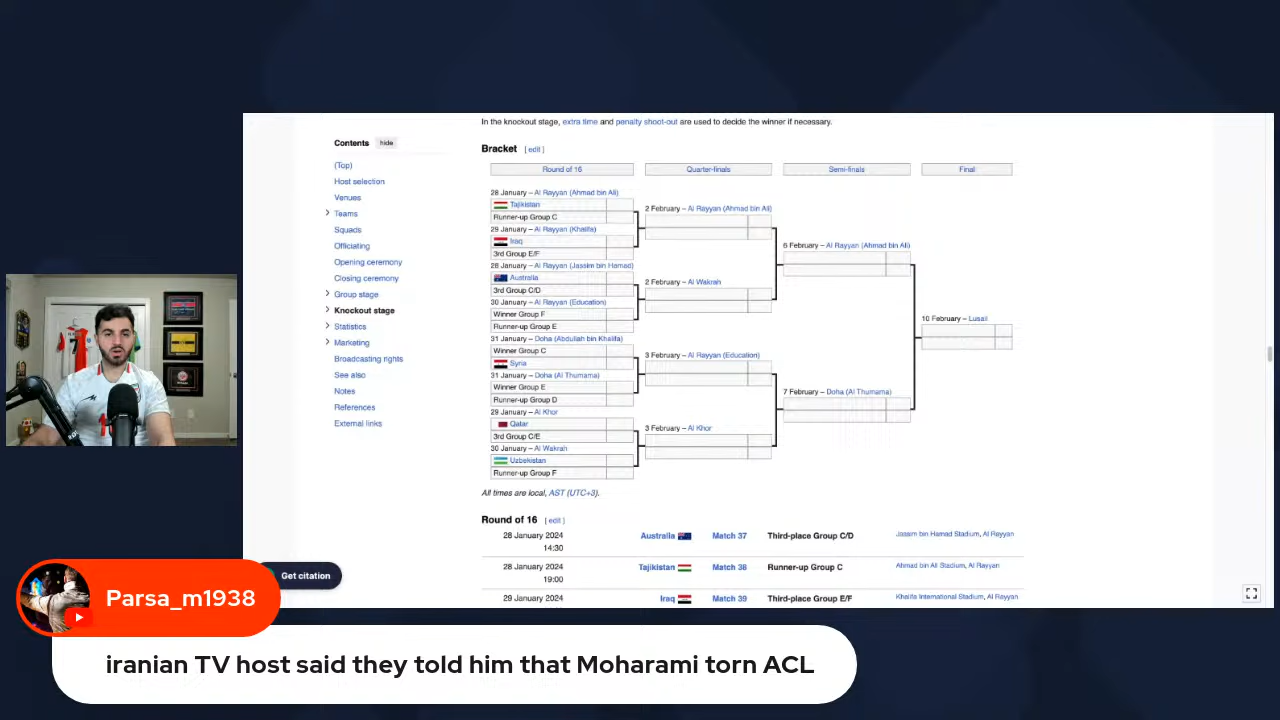 In the knockout stage, extra time and penalty shoot-out are used to decide the winner if necessary.
Contents hide
(Top)
Host selection
Venues
Teams
Squads
Officiating
Opening ceremony
Closing ceremony
Group stage
Knockout stage
Statistics
Marketing
Broadcasting rights
See also
Notes
References
External links
Bracket [ edit ]
Round of 16
Quarter-finals
Semi-finals
Final
28 January – Al Rayyan (Ahmad bin Ali)
Tajikistan
Runner-up Group C
29 January – Al Rayyan (Khalifa)
Iraq
3rd Group E/F
28 January – Al Rayyan (Jassim bin Hamad)
Australia
3rd Group C/D
30 January – Al Rayyan (Education)
Winner Group F
Runner-up Group E
31 January – Doha (Abdullah bin Khalifa)
Winner Group C
Syria
31 January – Doha (Al Thumama)
Winner Group E
Runner-up Group D
29 January – Al Khor
Qatar
3rd Group C/E
30 January – Al Wakrah
Uzbekistan
Runner-up Group F
2 February – Al Rayyan (Ahmad bin Ali)
2 February – Al Wakrah
3 February – Al Rayyan (Education)
3 February – Al Khor
6 February – Al Rayyan (Ahmad bin Ali)
7 February – Doha (Al Thumama)
10 February – Lusail
All times are local, AST (UTC+3).
Round of 16 [ edit ]
28 January 2024
14:30
Australia Match 37 Third-place Group C/D
Jassim bin Hamad Stadium, Al Rayyan
28 January 2024
19:00
Tajikistan Match 38 Runner-up Group C
Ahmad bin Ali Stadium, Al Rayyan
29 January 2024
Iraq Match 39 Third-place Group E/F
Khalifa International Stadium, Al Rayyan
Get citation
Parsa_m1938
iranian TV host said they told him that Moharami torn ACL